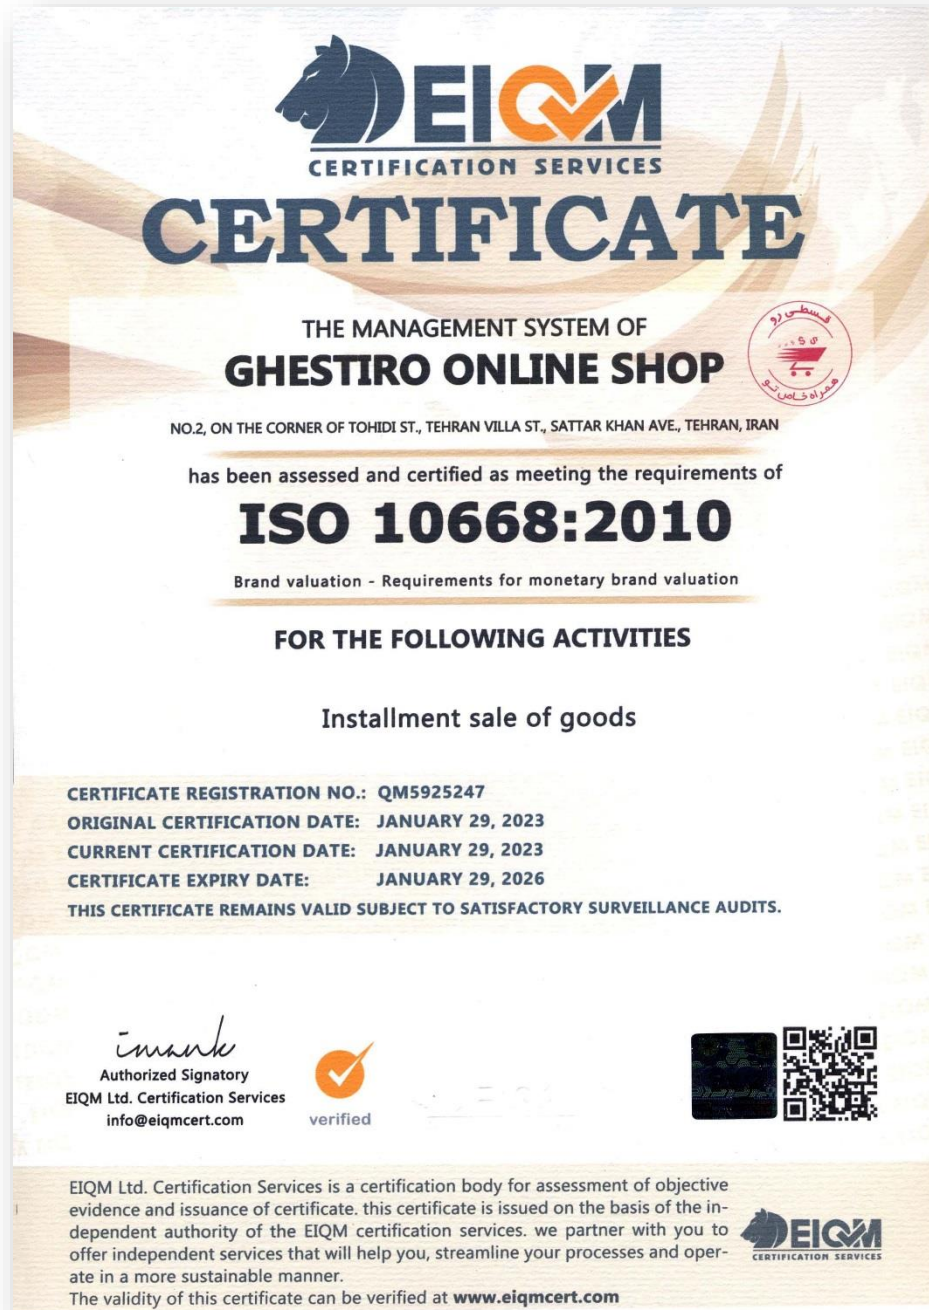 EIQM
CERTIFICATION SERVICES
CERTIFICATE
THE MANAGEMENT SYSTEM OF
GHESTIRO ONLINE SHOP
قسطی رو
همراه خاص تو
NO.2, ON THE CORNER OF TOHIDI ST., TEHRAN VILLA ST., SATTAR KHAN AVE., TEHRAN, IRAN
has been assessed and certified as meeting the requirements of
ISO 10668:2010
Brand valuation - Requirements for monetary brand valuation
FOR THE FOLLOWING ACTIVITIES
Installment sale of goods
CERTIFICATE REGISTRATION NO.: QM5925247
ORIGINAL CERTIFICATION DATE: JANUARY 29, 2023
CURRENT CERTIFICATION DATE: JANUARY 29, 2023
CERTIFICATE EXPIRY DATE: JANUARY 29, 2026
THIS CERTIFICATE REMAINS VALID SUBJECT TO SATISFACTORY SURVEILLANCE AUDITS.
imank
Authorized Signatory
EIQM Ltd. Certification Services
info@eiqmcert.com
verified
EIQM Ltd. Certification Services is a certification body for assessment of objective
evidence and issuance of certificate. this certificate is issued on the basis of the in-
dependent authority of the EIQM certification services. we partner with you to
offer independent services that will help you, streamline your processes and oper-
ate in a more sustainable manner.
The validity of this certificate can be verified at www.eiqmcert.com
EIQM
CERTIFICATION SERVICES